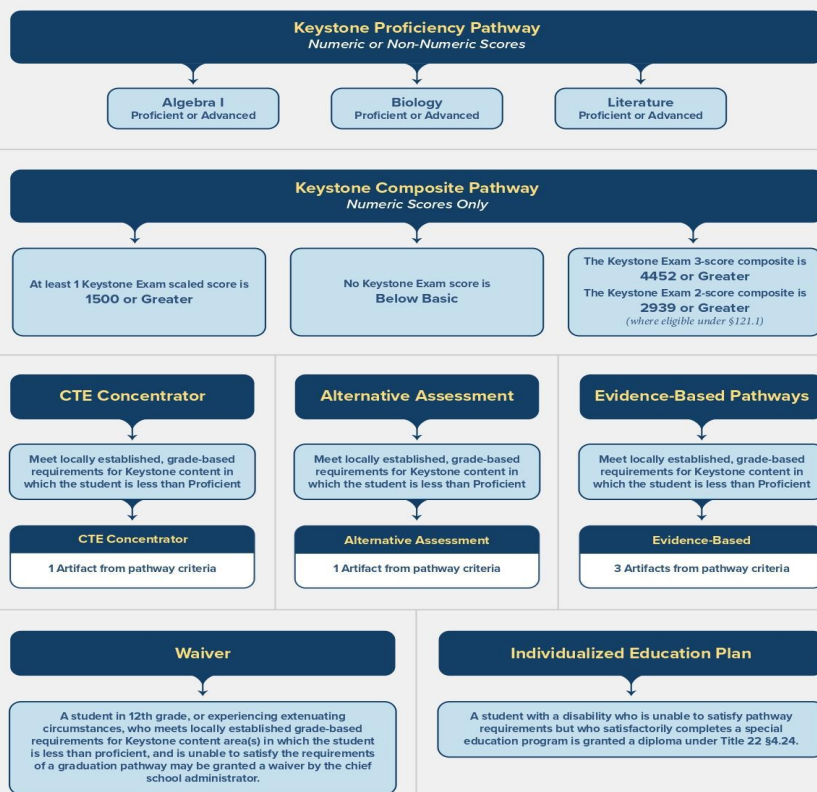 Keystone Proficiency Pathway
Numeric or Non-Numeric Scores
Algebra I
Proficient or Advanced
Biology
Proficient or Advanced
Literature
Proficient or Advanced
Keystone Composite Pathway
Numeric Scores Only
At least 1 Keystone Exam scaled score is
1500 or Greater
No Keystone Exam score is
Below Basic
The Keystone Exam 3-score composite is
4452 or Greater
The Keystone Exam 2-score composite is
2939 or Greater
(where eligible under §121.1)
CTE Concentrator
Meet locally established, grade-based
requirements for Keystone content in
which the student is less than Proficient
CTE Concentrator
1 Artifact from pathway criteria
Alternative Assessment
Meet locally established, grade-based
requirements for Keystone content in
which the student is less than Proficient
Alternative Assessment
1 Artifact from pathway criteria
Evidence-Based Pathways
Meet locally established, grade-based
requirements for Keystone content in
which the student is less than Proficient
Evidence-Based
3 Artifacts from pathway criteria
Waiver
A student in 12th grade, or experiencing extenuating
circumstances, who meets locally established grade-based
requirements for Keystone content area(s) in which the student
is less than proficient, and is unable to satisfy the requirements
of a graduation pathway may be granted a waiver by the chief
school administrator.
Individualized Education Plan
A student with a disability who is unable to satisfy pathway
requirements but who satisfactorily completes a special
education program is granted a diploma under Title 22 §4.24.